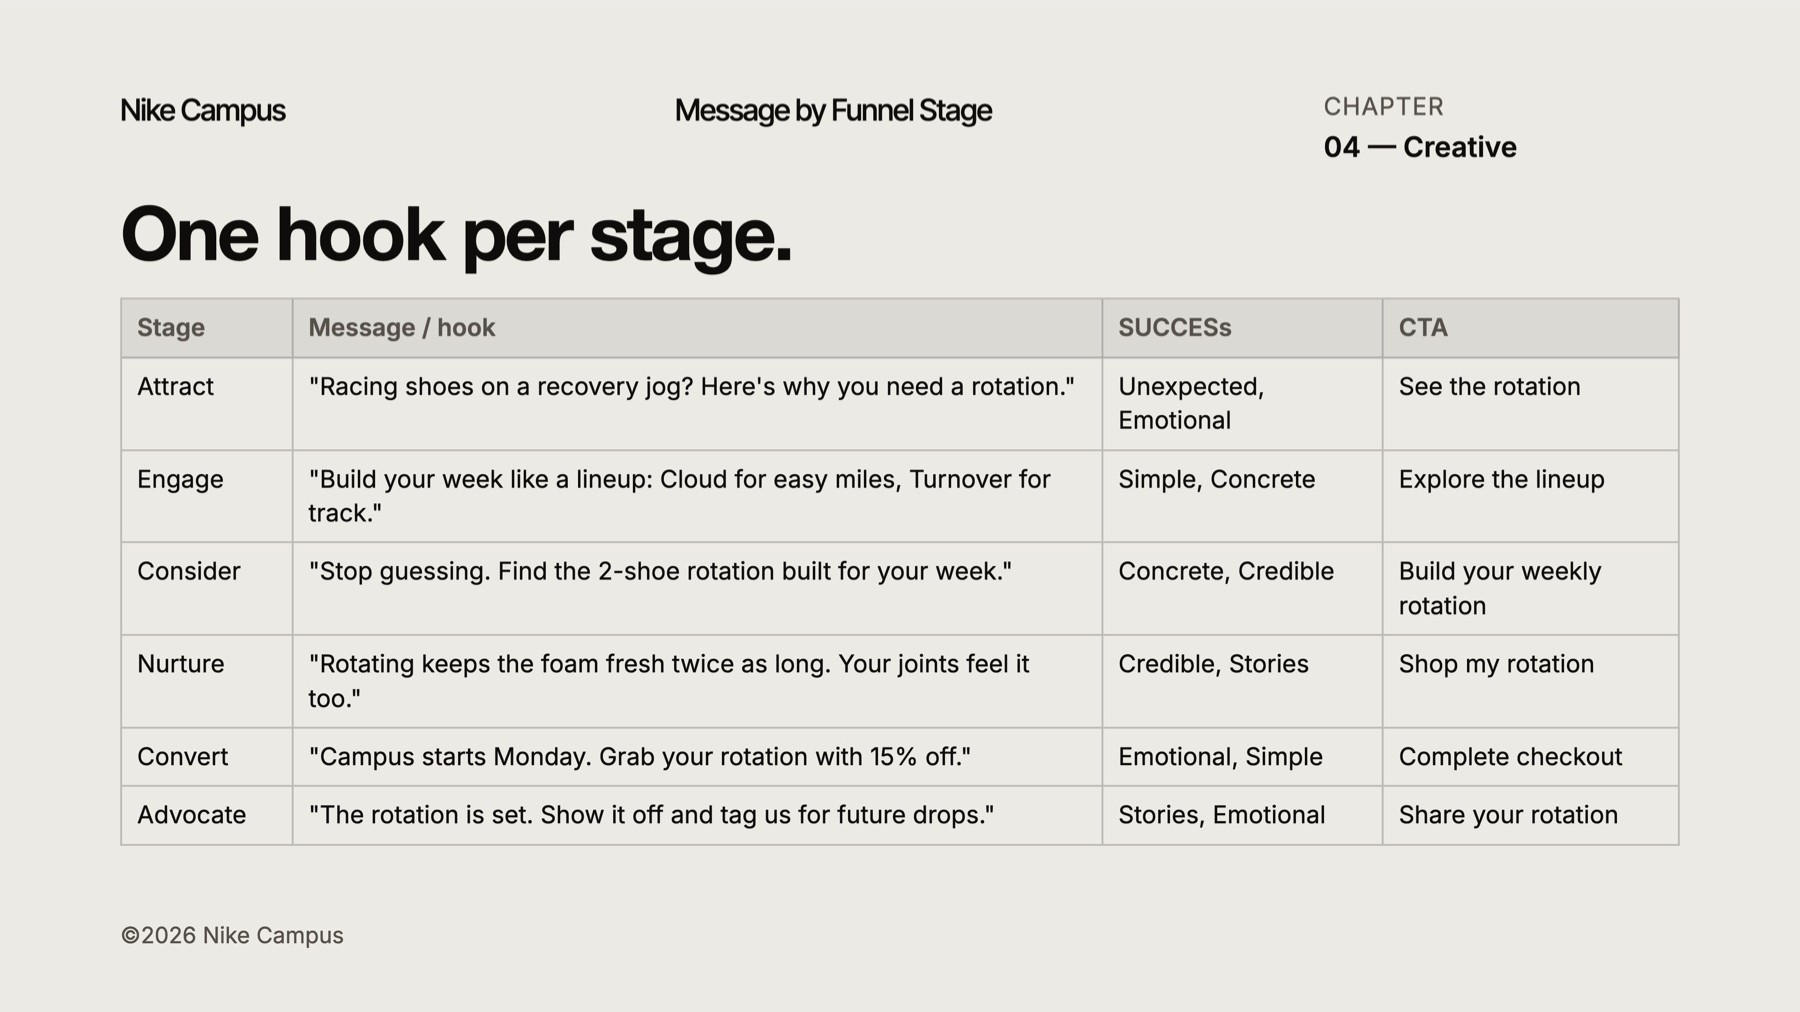 Nike Campus
Message by Funnel Stage
CHAPTER
04 — Creative
One hook per stage.
Stage
Message / hook
SUCCESs
CTA
Attract
"Racing shoes on a recovery jog? Here's why you need a rotation."
Unexpected,
Emotional
See the rotation
Engage
"Build your week like a lineup: Cloud for easy miles, Turnover for
track."
Simple, Concrete
Explore the lineup
Consider
"Stop guessing. Find the 2-shoe rotation built for your week."
Concrete, Credible
Build your weekly
rotation
Nurture
"Rotating keeps the foam fresh twice as long. Your joints feel it
too."
Credible, Stories
Shop my rotation
Convert
"Campus starts Monday. Grab your rotation with 15% off."
Emotional, Simple
Complete checkout
Advocate
"The rotation is set. Show it off and tag us for future drops."
Stories, Emotional
Share your rotation
©2026 Nike Campus